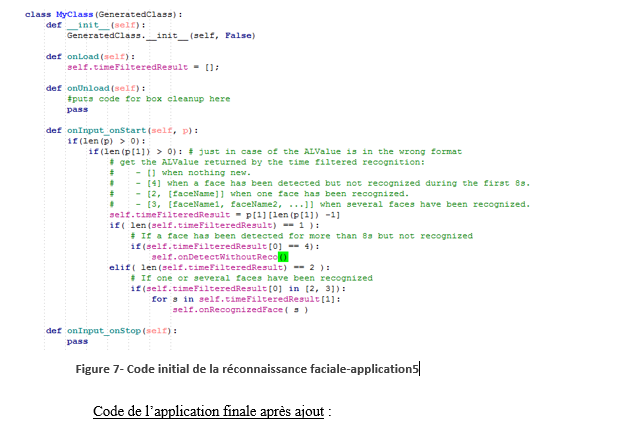 class MyClass(GeneratedClass):
    def __init__(self):
        GeneratedClass.__init__(self, False)

    def onLoad(self):
        self.timeFilteredResult = [];

    def onUnload(self):
        #puts code for box cleanup here
        pass

    def onInput_onStart(self, p):
        if(len(p) > 0):
            if(len(p[1]) > 0): # just in case of the ALValue is in the wrong format
                # get the ALValue returned by the time filtered recognition:
                #    - [] when nothing new.
                #    - [4] when a face has been detected but not recognized during the first 8s.
                #    - [2, [faceName]] when one face has been recognized.
                #    - [3, [faceName1, faceName2, ...]] when several faces have been recognized.
                self.timeFilteredResult = p[1][len(p[1]) -1]
                if( len(self.timeFilteredResult) == 1 ):
                    # If a face has been detected for more than 8s but not recognized
                    if(self.timeFilteredResult[0] == 4):
                        self.onDetectWithoutReco()
                elif( len(self.timeFilteredResult) == 2 ):
                    # If one or several faces have been recognized
                    if(self.timeFilteredResult[0] in [2, 3]):
                        for s in self.timeFilteredResult[1]:
                            self.onRecognizedFace( s )

    def onInput_onStop(self):
        pass
Figure 7- Code initial de la réconnaissance faciale-application5
Code de l’application finale après ajout :